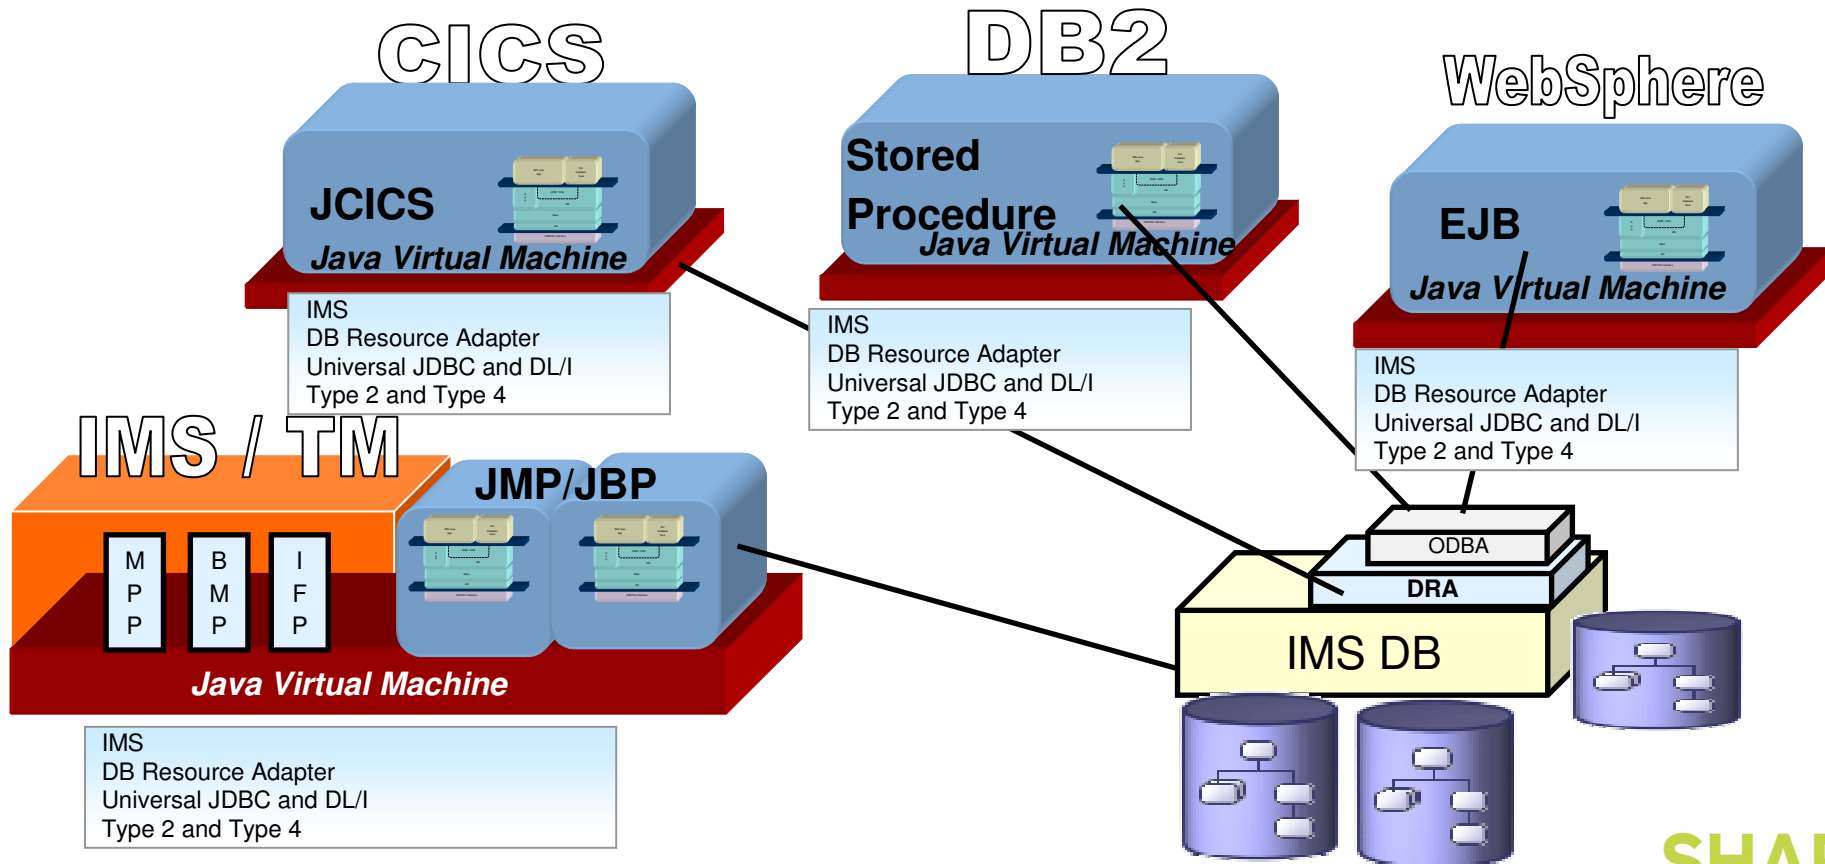 CICS
DB2
WebSphere
JCICS
Java Virtual Machine
Stored
Procedure
Java Virtual Machine
EJB
Java Virtual Machine
IMS
DB Resource Adapter
Universal JDBC and DL/I
Type 2 and Type 4
IMS
DB Resource Adapter
Universal JDBC and DL/I
Type 2 and Type 4
IMS
DB Resource Adapter
Universal JDBC and DL/I
Type 2 and Type 4
IMS / TM
JMP/JBP
MPP
BMP
IFP
Java Virtual Machine
ODBA
DRA
IMS DB
IMS
DB Resource Adapter
Universal JDBC and DL/I
Type 2 and Type 4